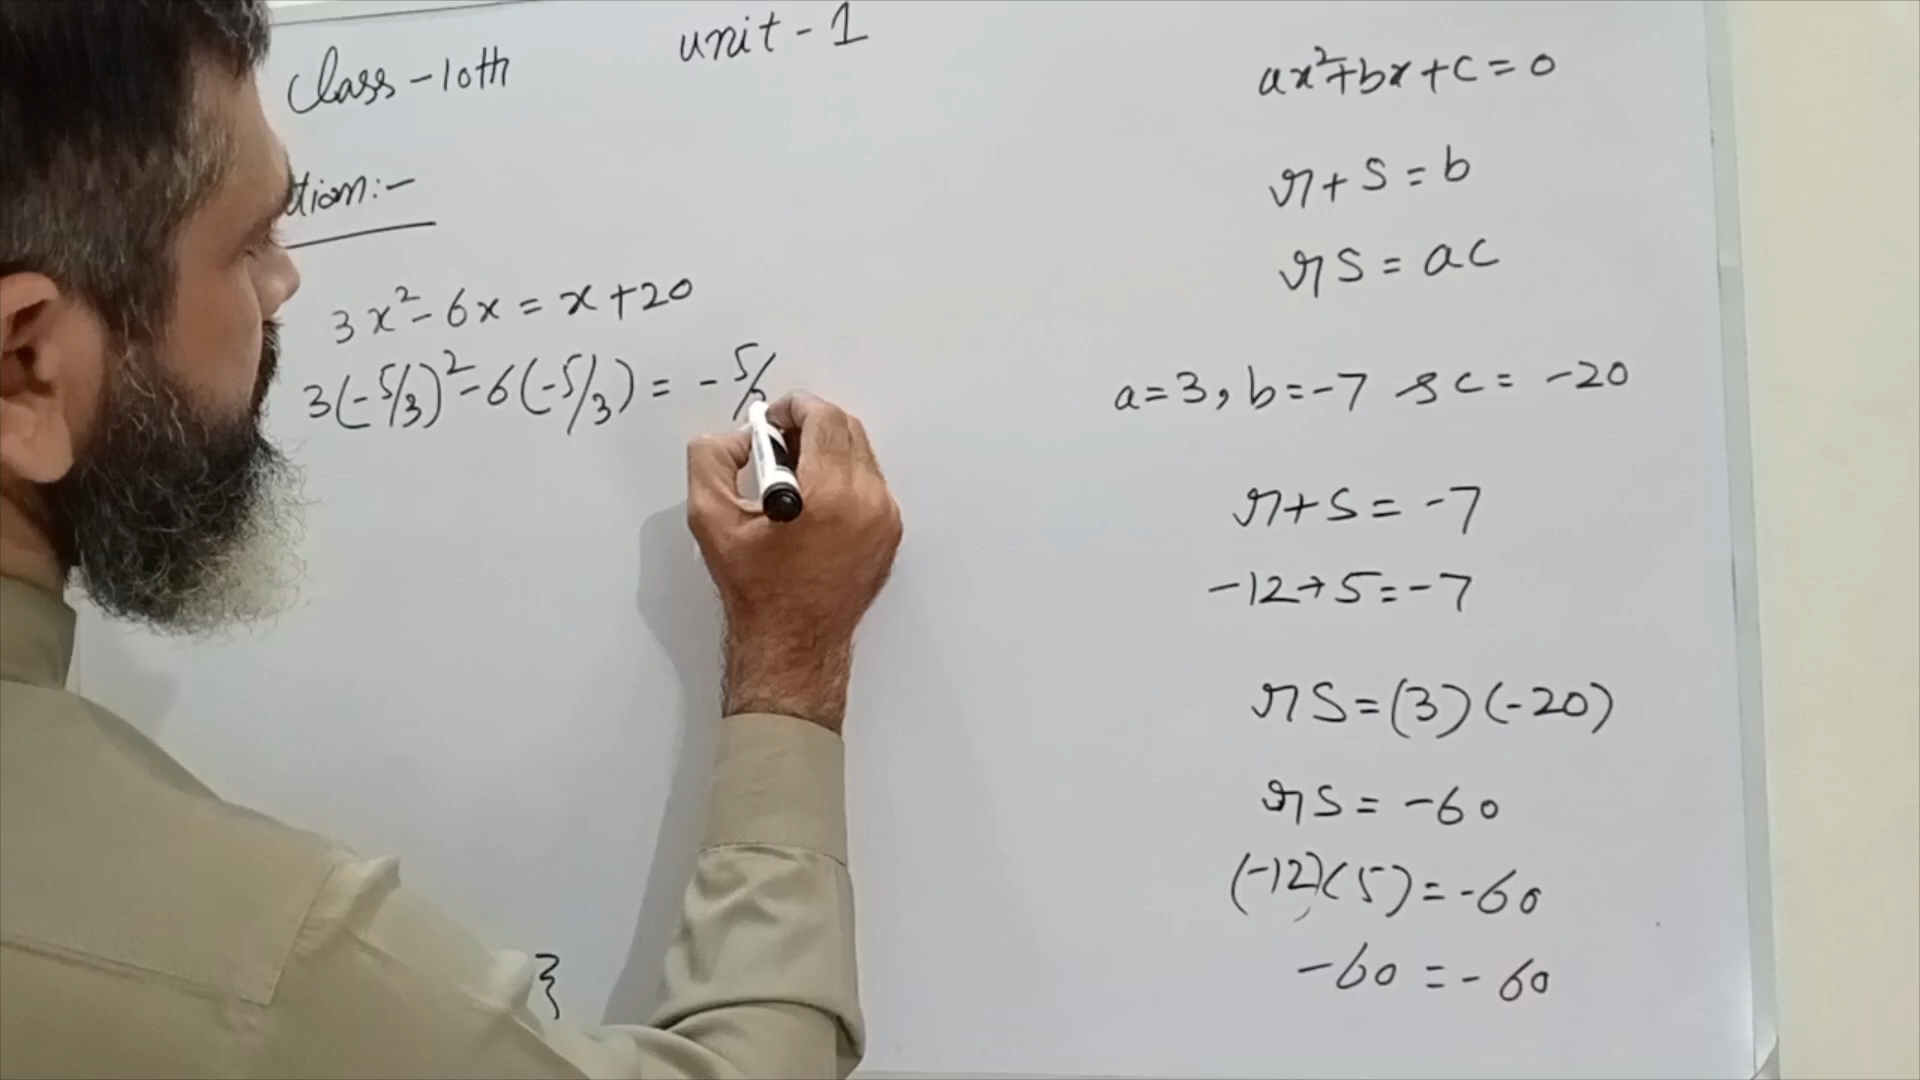 Class-10th
unit-1
3x²-6x=x+20
3(-5/3)²-6(-5/3)=-5/
}
ax²+bx+c=0
r+s=b
rs=ac
a=3, b=-7 & c=-20
r+s=-7
-12+5=-7
rs=(3)(-20)
rs=-60
(-12)(5)=-60
-60=-60